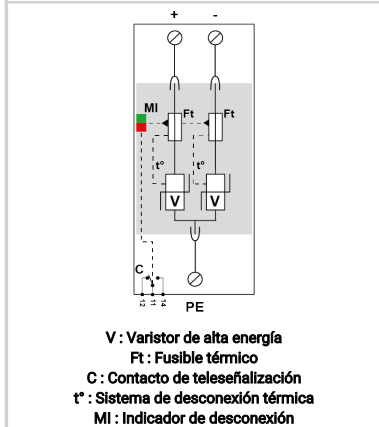 + -
MI
Ft Ft
t° t°
V V
C
12 11 14
PE
V : Varistor de alta energía
Ft : Fusible térmico
C : Contacto de teleseñalización
t° : Sistema de desconexión térmica
MI : Indicador de desconexión